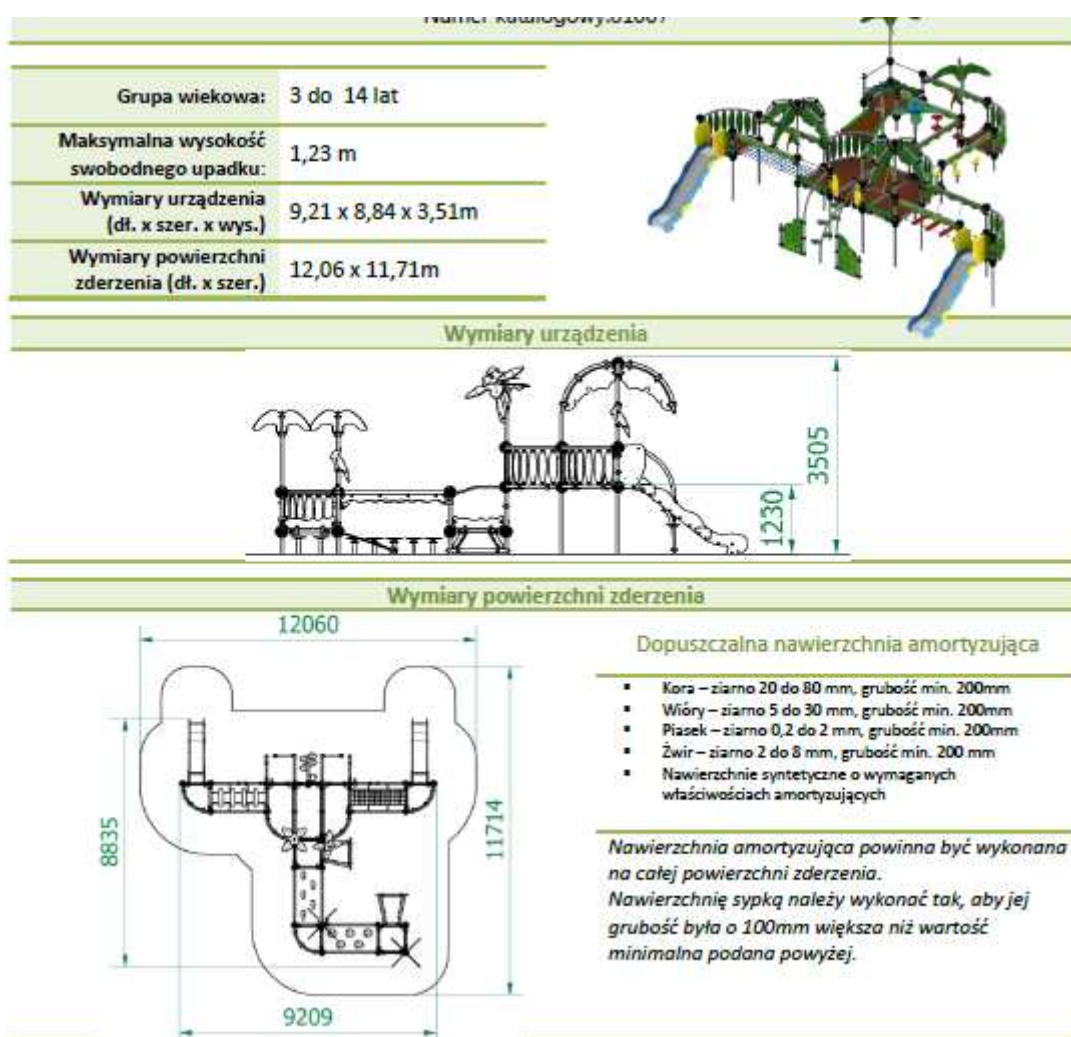 Numer katalogowy:81007
Grupa wiekowa: 3 do 14 lat
Maksymalna wysokość
swobodnego upadku: 1,23 m
Wymiary urządzenia
(dł. x szer. x wys.) 9,21 x 8,84 x 3,51m
Wymiary powierzchni
zderzenia (dł. x szer.) 12,06 x 11,71m
Wymiary urządzenia
3505
1230
Wymiary powierzchni zderzenia
12060
8835
11714
9209
Dopuszczalna nawierzchnia amortyzująca
▪ Kora – ziarno 20 do 80 mm, grubość min. 200mm
▪ Wióry – ziarno 5 do 30 mm, grubość min. 200mm
▪ Piasek – ziarno 0,2 do 2 mm, grubość min. 200mm
▪ Żwir – ziarno 2 do 8 mm, grubość min. 200 mm
▪ Nawierzchnie syntetyczne o wymaganych
właściwościach amortyzujących
Nawierzchnia amortyzująca powinna być wykonana
na całej powierzchni zderzenia.
Nawierzchnię sypką należy wykonać tak, aby jej
grubość była o 100mm większa niż wartość
minimalna podana powyżej.